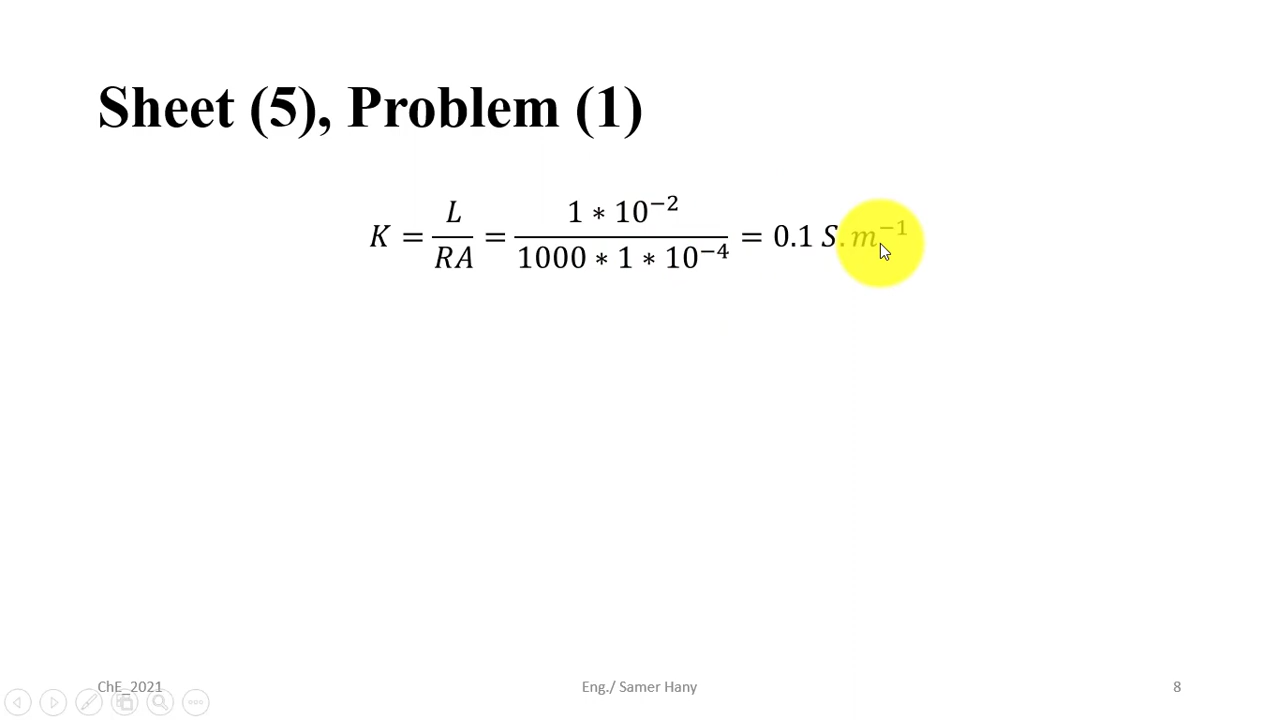 Sheet (5), Problem (1)
K = L/RA = 1 * 10⁻²/1000 * 1 * 10⁻⁴ = 0.1 S.m⁻¹
ChE_2021
Eng./ Samer Hany
8